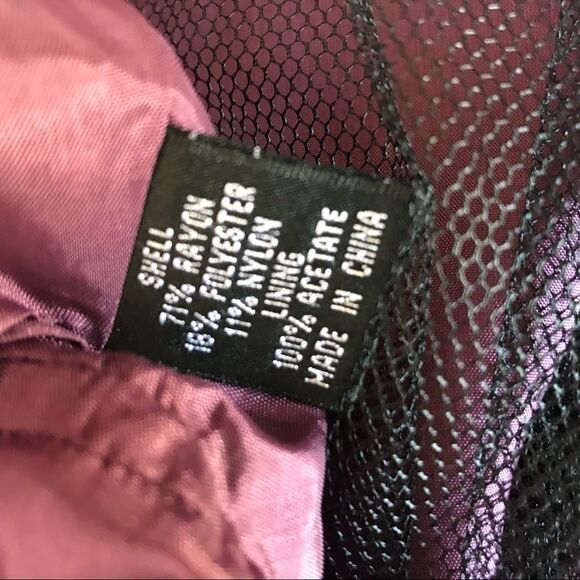 SHELL
71% RAYON
18% POLYESTER
11% NYLON
LINING
100% ACETATE
MADE IN CHINA